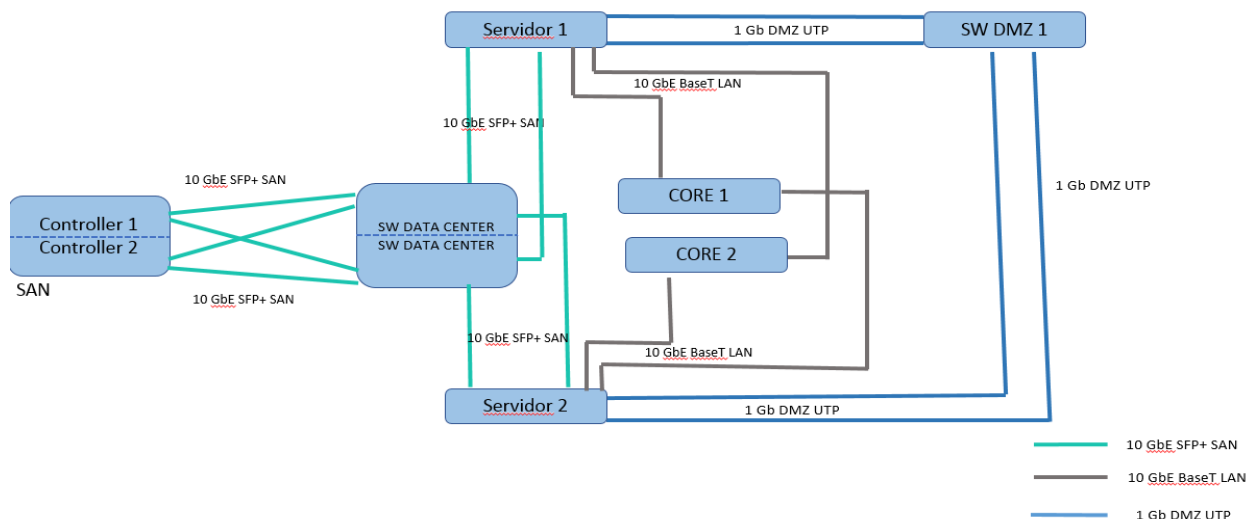 Servidor 1
1 Gb DMZ UTP
SW DMZ 1
10 GbE BaseT LAN
10 GbE SFP+ SAN
10 GbE SFP+ SAN
1 Gb DMZ UTP
CORE 1
Controller 1
Controller 2
SAN
SW DATA CENTER
SW DATA CENTER
CORE 2
10 GbE SFP+ SAN
10 GbE SFP+ SAN
10 GbE BaseT LAN
Servidor 2
1 Gb DMZ UTP
10 GbE SFP+ SAN
10 GbE BaseT LAN
1 Gb DMZ UTP